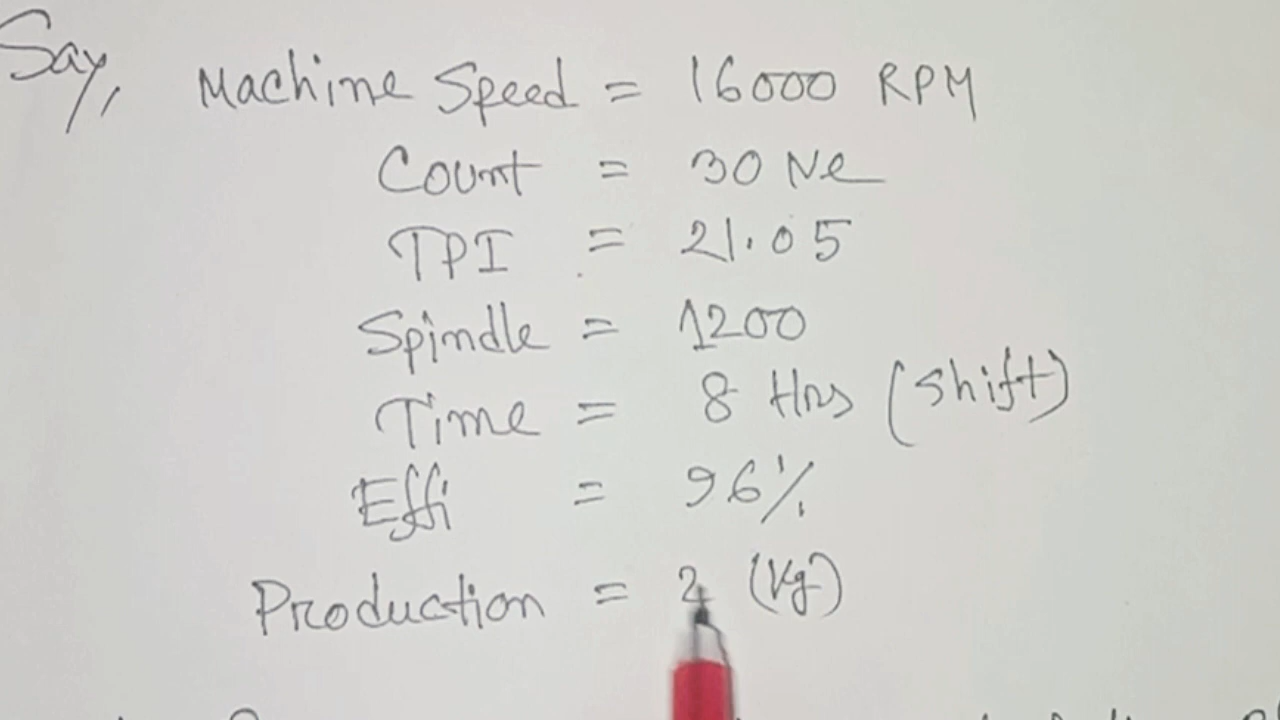 Say, Machine Speed = 16000 RPM
Count = 30 Ne
TPI = 21.05
Spindle = 1200
Time = 8 Hrs (Shift)
Effi = 96%
Production = (Kg)